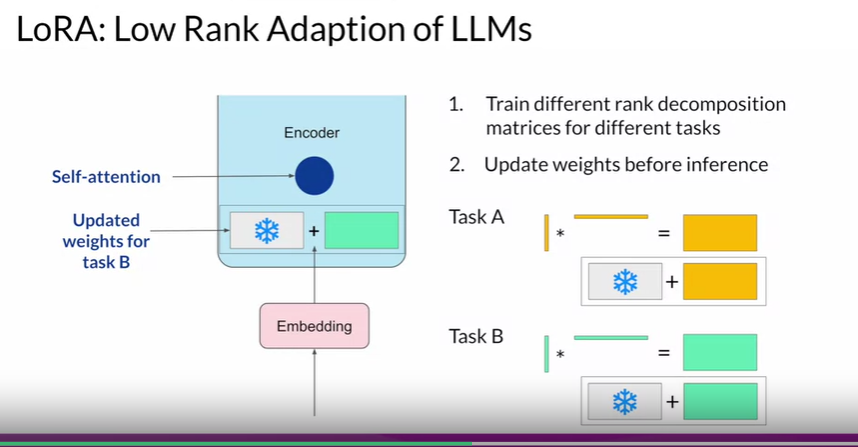 LoRA: Low Rank Adaption of LLMs
Encoder
Self-attention
Updated
weights for
task B
+
Embedding
1. Train different rank decomposition
matrices for different tasks
2. Update weights before inference
Task A
* =
+
Task B
* =
+